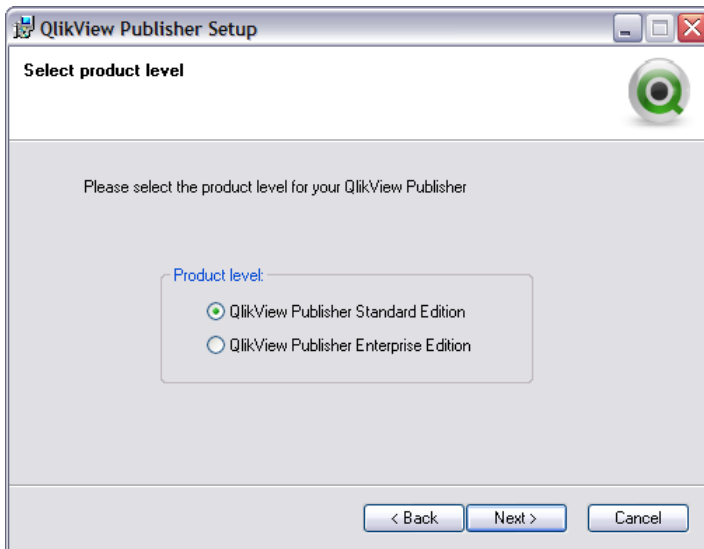 QlikView Publisher Setup
Select product level
Please select the product level for your QlikView Publisher
Product level:
QlikView Publisher Standard Edition
QlikView Publisher Enterprise Edition
< Back Next > Cancel